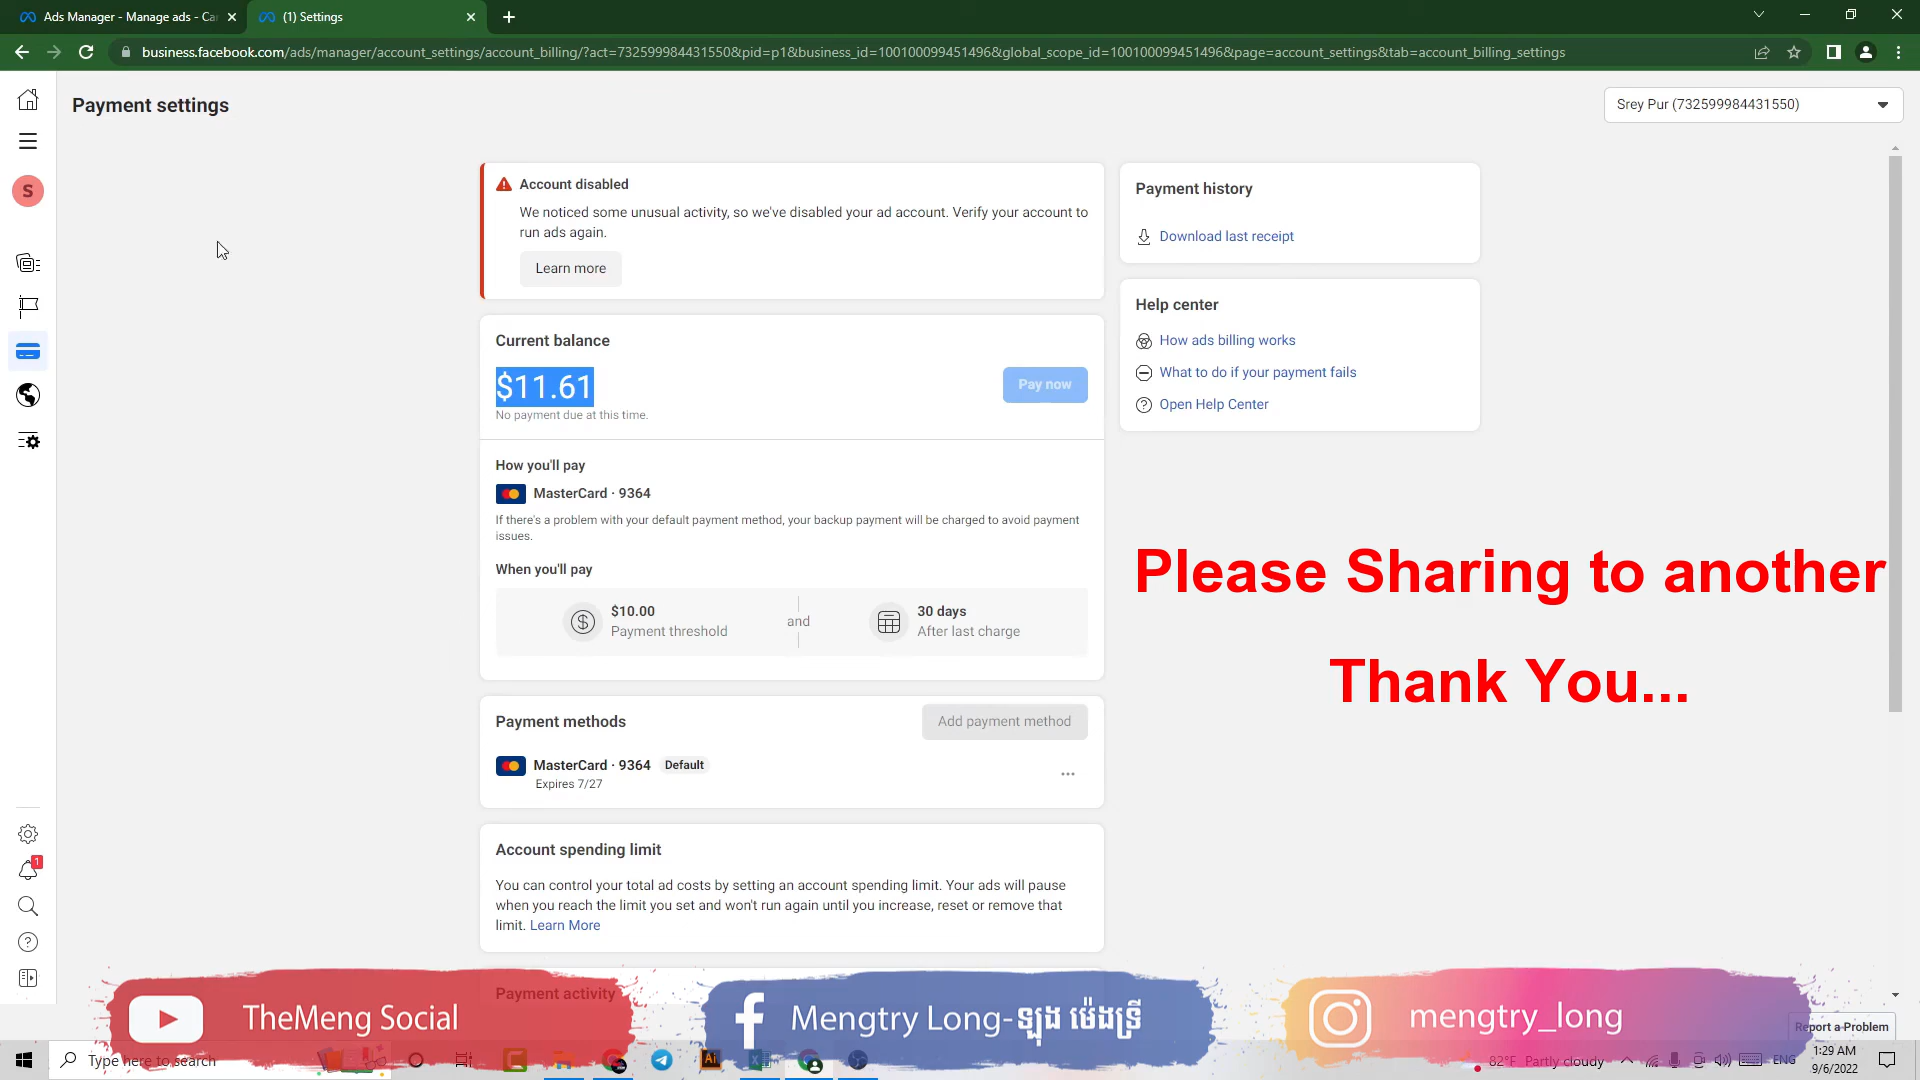 Ads Manager - Manage ads - Ca
(1) Settings
business.facebook.com/ads/manager/account_settings/account_billing/?act=732599984431550&pid=p1&business_id=100100099451496&global_scope_id=100100099451496&page=account_settings&tab=account_billing_settings
Payment settings
Srey Pur (732599984431550)
S
Account disabled
We noticed some unusual activity, so we've disabled your ad account. Verify your account to
run ads again.
Learn more
Payment history
Download last receipt
Help center
How ads billing works
What to do if your payment fails
Open Help Center
Current balance
$11.61
Pay now
No payment due at this time.
How you'll pay
MasterCard · 9364
If there's a problem with your default payment method, your backup payment will be charged to avoid payment
issues.
When you'll pay
$10.00
Payment threshold
and
30 days
After last charge
Please Sharing to another
Thank You...
Payment methods
Add payment method
MasterCard · 9364 Default
Expires 7/27
Account spending limit
You can control your total ad costs by setting an account spending limit. Your ads will pause
when you reach the limit you set and won't run again until you increase, reset or remove that
limit. Learn More
1
Payment activity
TheMeng Social
Mengtry Long-ឡុង ម៉េងទ្រី
mengtry_long
Report a Problem
Type here to search
Ai
82°F Partly cloudy
ENG
1:29 AM
9/6/2022